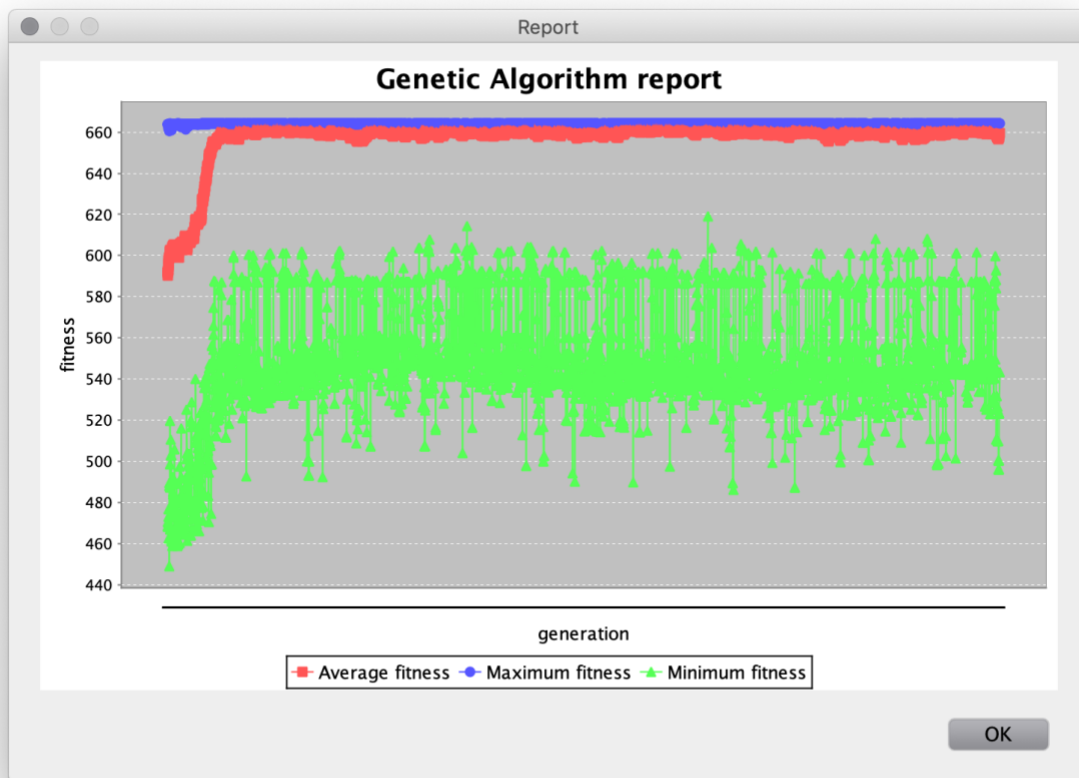 Report
Genetic Algorithm report
fitness
660
640
620
600
580
560
540
520
500
480
460
440
generation
Average fitness Maximum fitness Minimum fitness
OK